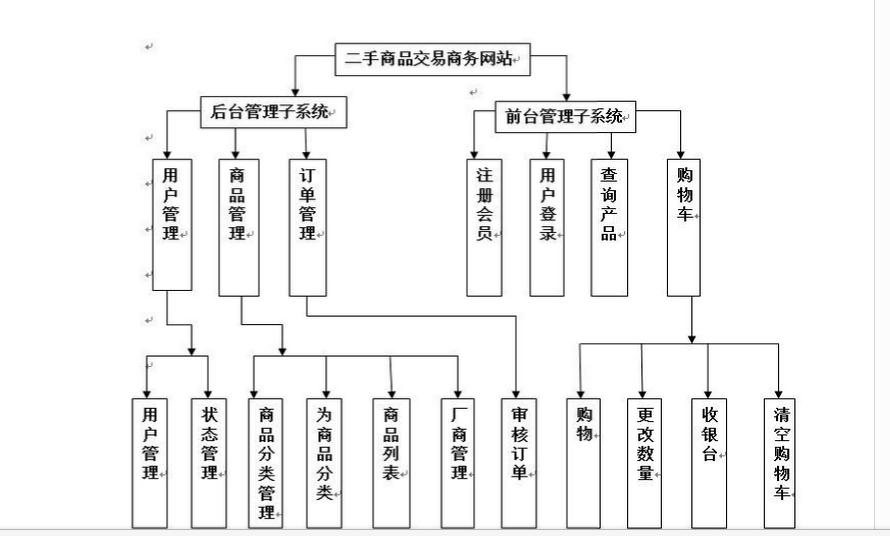 二手商品交易商务网站
后台管理子系统
前台管理子系统
用户管理
商品管理
订单管理
注册会员
用户登录
查询产品
购物车
用户管理
状态管理
商品分类管理
为商品分类
商品列表
厂商管理
审核订单
购物
更改数量
收银台
清空购物车